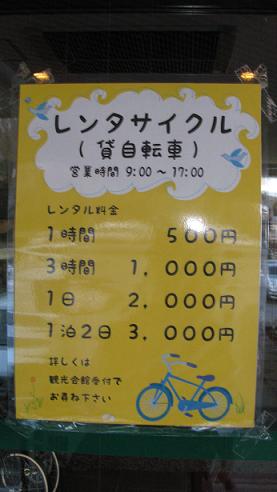 レンタサイクル
(貸自転車)
営業時間 9:00~17:00
レンタル料金
1時間 500円
3時間 1,000円
1日 2,000円
1泊2日 3,000円
詳しくは
観光会館受付で
お尋ね下さい